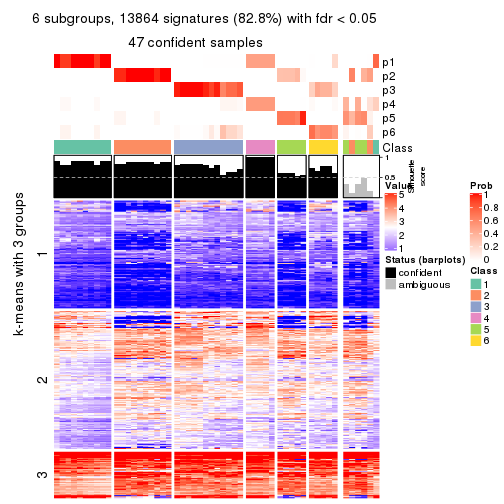 6 subgroups, 13864 signatures (82.8%) with fdr < 0.05
47 confident samples
p1
p2
p3
p4
p5
p6
Class
1
0.5
0
Silhouette
score
k-means with 3 groups
1
2
3
Value
5
4
3
2
1
Status (barplots)
confident
ambiguous
Prob
1
0.8
0.6
0.4
0.2
0
Class
1
2
3
4
5
6